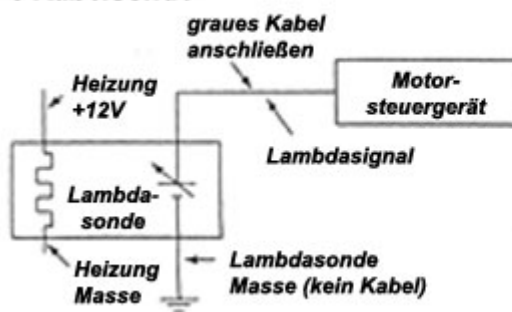 graues Kabel
anschließen
Heizung
+12V
Motor-
steuergerät
Lambdasignal
Lambda-
sonde
Heizung
Masse
Lambdasonde
Masse (kein Kabel)